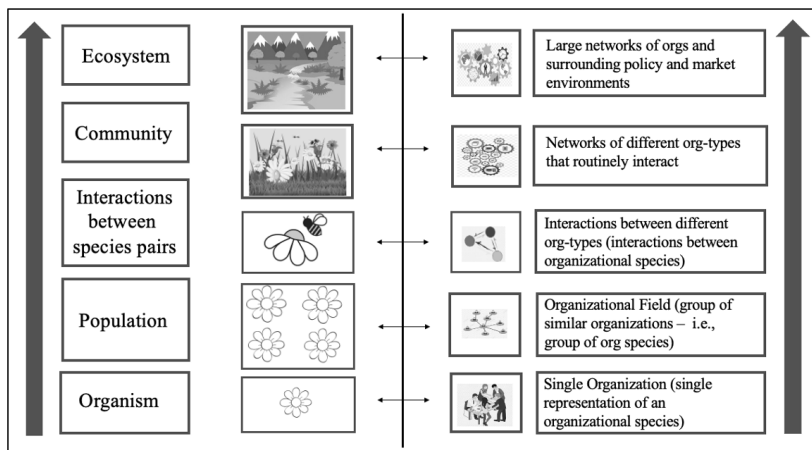 Ecosystem
Large networks of orgs and
surrounding policy and market
environments
Community
Networks of different org-types
that routinely interact
Interactions
between
species pairs
Interactions between different
org-types (interactions between
organizational species)
Population
Organizational Field (group of
similar organizations – i.e.,
group of org species)
Organism
Single Organization (single
representation of an
organizational species)